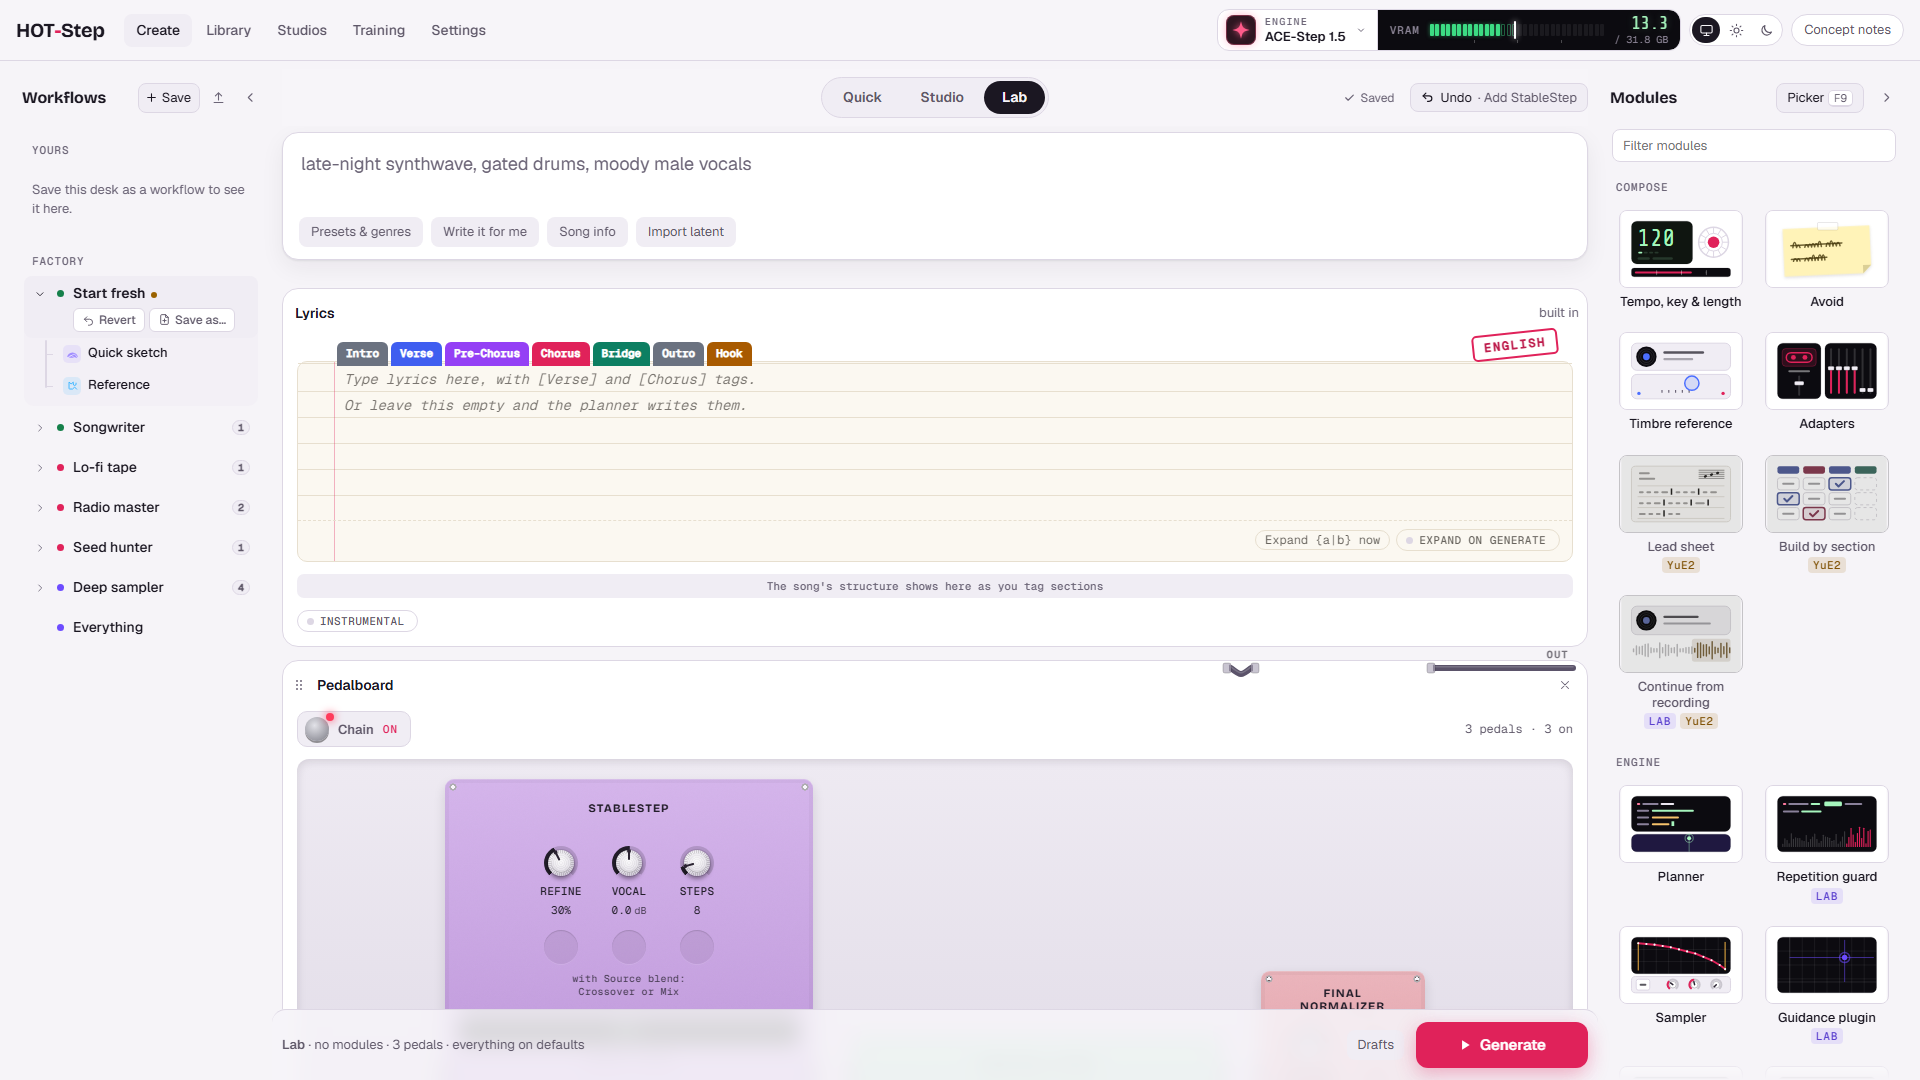 HOT-Step
Create
Library
Studios
Training
Settings
ENGINE
ACE-Step 1.5
VRAM
13.3
/ 31.8 GB
Concept notes
Workflows
+ Save
Quick
Studio
Lab
Saved
Undo · Add StableStep
Modules
Picker F9
YOURS
Save this desk as a workflow to see
it here.
FACTORY
Start fresh
Revert
Save as...
Quick sketch
Reference
Songwriter 1
Lo-fi tape 1
Radio master 2
Seed hunter 1
Deep sampler 4
Everything
late-night synthwave, gated drums, moody male vocals
Presets & genres
Write it for me
Song info
Import latent
Lyrics
built in
Intro
Verse
Pre-Chorus
Chorus
Bridge
Outro
Hook
ENGLISH
Type lyrics here, with [Verse] and [Chorus] tags.
Or leave this empty and the planner writes them.
Expand {a|b} now
EXPAND ON GENERATE
The song's structure shows here as you tag sections
INSTRUMENTAL
OUT
Pedalboard
Chain ON
3 pedals · 3 on
STABLESTEP
REFINE
VOCAL
STEPS
30%
0.0 dB
8
with Source blend:
Crossover or Mix
FINAL
NORMALIZER
Lab · no modules · 3 pedals · everything on defaults
Drafts
Generate
Filter modules
COMPOSE
120
Tempo, key & length
Avoid
Timbre reference
Adapters
Lead sheet
YuE2
Build by section
YuE2
Continue from
recording
LAB YuE2
ENGINE
Planner
Repetition guard
LAB
Sampler
Guidance plugin
LAB